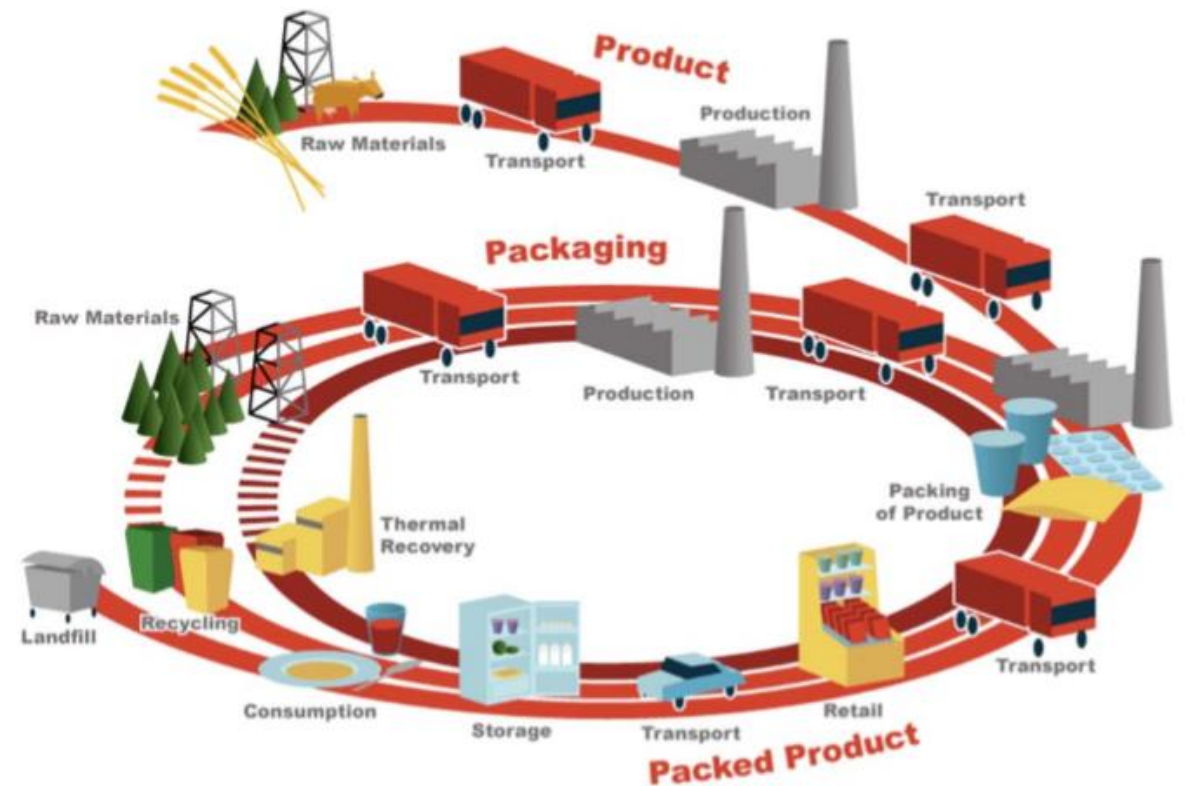 Product
Production
Raw Materials
Transport
Transport
Packaging
Raw Materials
Transport
Production
Transport
Packing
of Product
Thermal
Recovery
Landfill
Recycling
Consumption
Storage
Transport
Retail
Transport
Packed Product